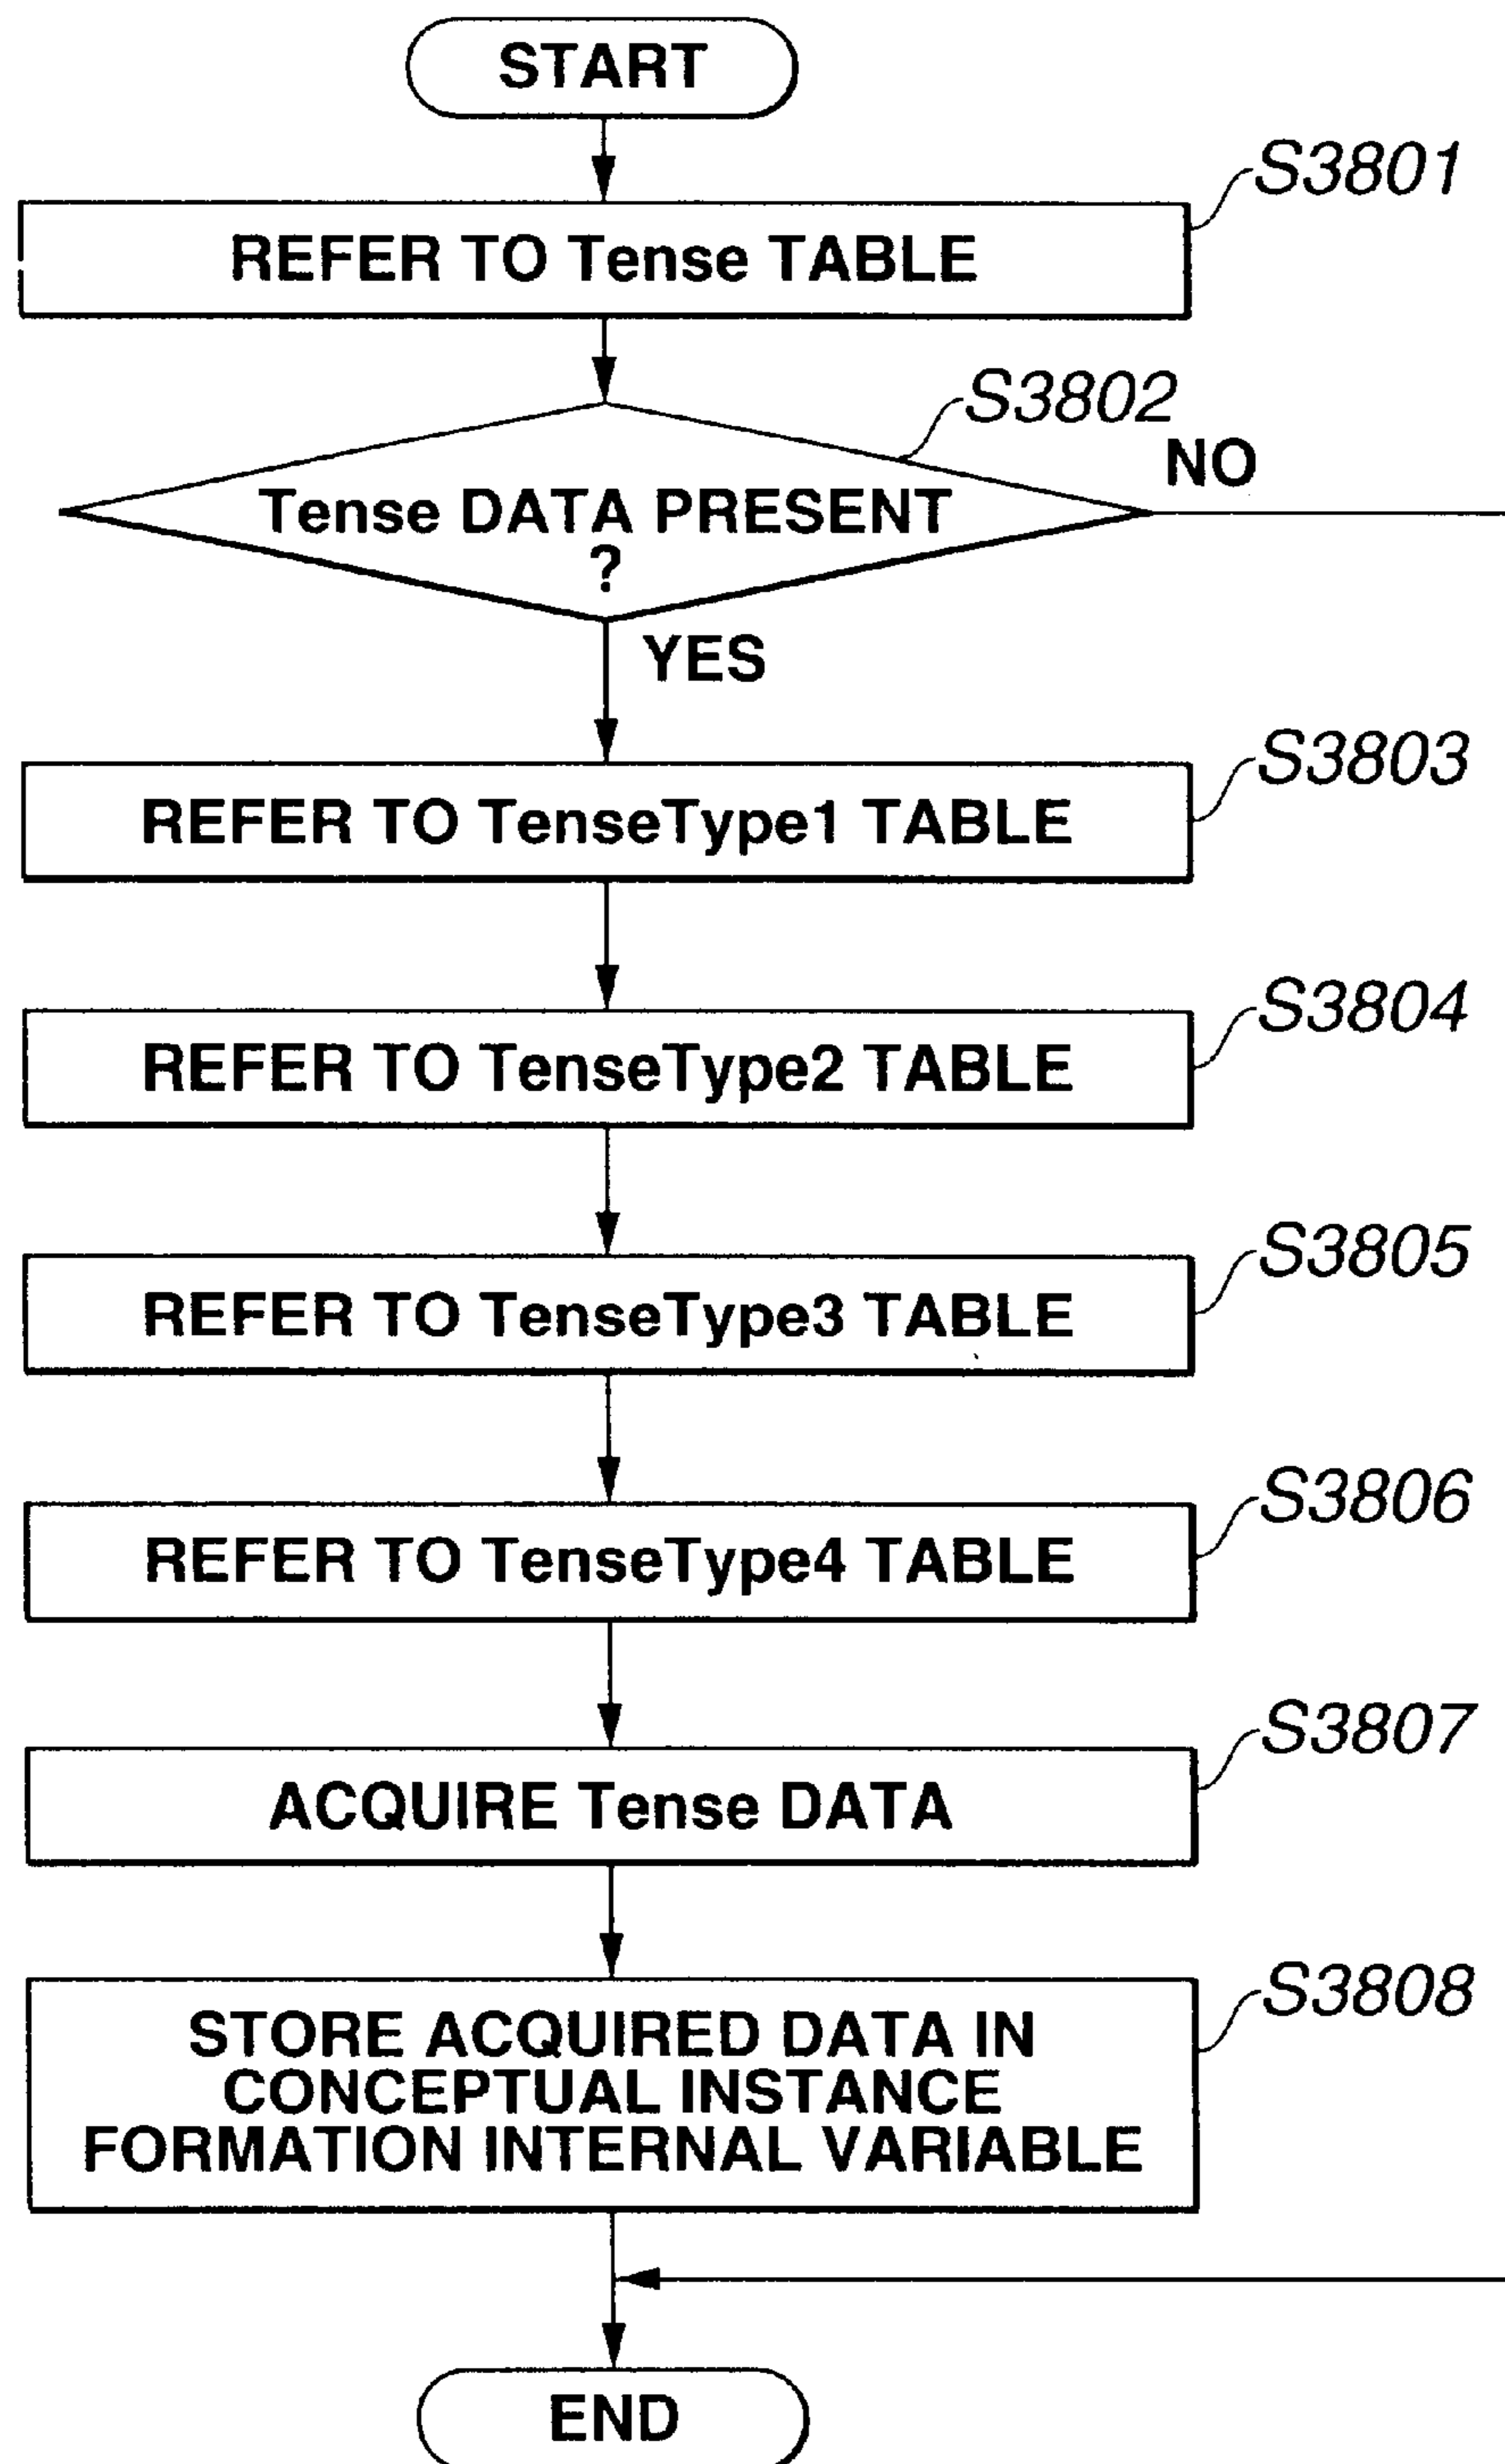 START
S3801
REFER TO Tense TABLE
S3802
NO
Tense DATA PRESENT
?
YES
S3803
REFER TO TenseType1 TABLE
S3804
REFER TO TenseType2 TABLE
S3805
REFER TO TenseType3 TABLE
S3806
REFER TO TenseType4 TABLE
S3807
ACQUIRE Tense DATA
S3808
STORE ACQUIRED DATA IN
CONCEPTUAL INSTANCE
FORMATION INTERNAL VARIABLE
END